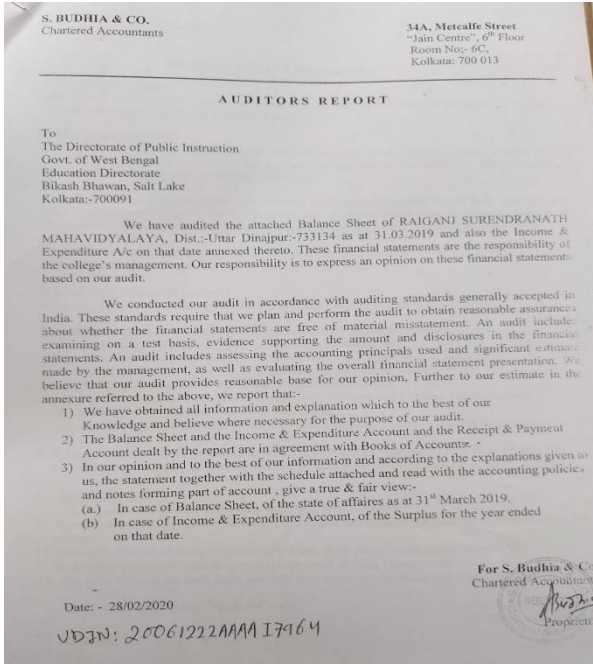 S. BUDHIA & CO.
Chartered Accountants
34A, Metcalfe Street
"Jain Centre", 6th Floor
Room No;- 6C,
Kolkata: 700 013
AUDITORS REPORT
To
The Directorate of Public Instruction
Govt. of West Bengal
Education Directorate
Bikash Bhawan, Salt Lake
Kolkata:-700091
We have audited the attached Balance Sheet of RAIGANJ SURENDRANATH
MAHAVIDYALAYA, Dist.:-Uttar Dinajpur:-733134 as at 31.03.2019 and also the Income &
Expenditure A/c on that date annexed thereto. These financial statements are the responsibility of
the college's management. Our responsibility is to express an opinion on these financial statements
based on our audit.
We conducted our audit in accordance with auditing standards generally accepted in
India. These standards require that we plan and perform the audit to obtain reasonable assurances
about whether the financial statements are free of material misstatement. An audit includes
examining on a test basis, evidence supporting the amount and disclosures in the financial
statements. An audit includes assessing the accounting principals used and significant estimate
made by the management, as well as evaluating the overall financial statement presentation. We
believe that our audit provides reasonable base for our opinion, Further to our estimate in the
annexure referred to the above, we report that:-
1) We have obtained all information and explanation which to the best of our
Knowledge and believe where necessary for the purpose of our audit.
2) The Balance Sheet and the Income & Expenditure Account and the Receipt & Payment
Account dealt by the report are in agreement with Books of Accounts.
3) In our opinion and to the best of our information and according to the explanations given to
us, the statement together with the schedule attached and read with the accounting policies
and notes forming part of account , give a true & fair view:-
(a.) In case of Balance Sheet, of the state of affaires as at 31st March 2019.
(b) In case of Income & Expenditure Account, of the Surplus for the year ended
on that date.
For S. Budhia & Co
Chartered Accountant
Proprieto
Date: - 28/02/2020
UDIN: 20061222AAAAI7964